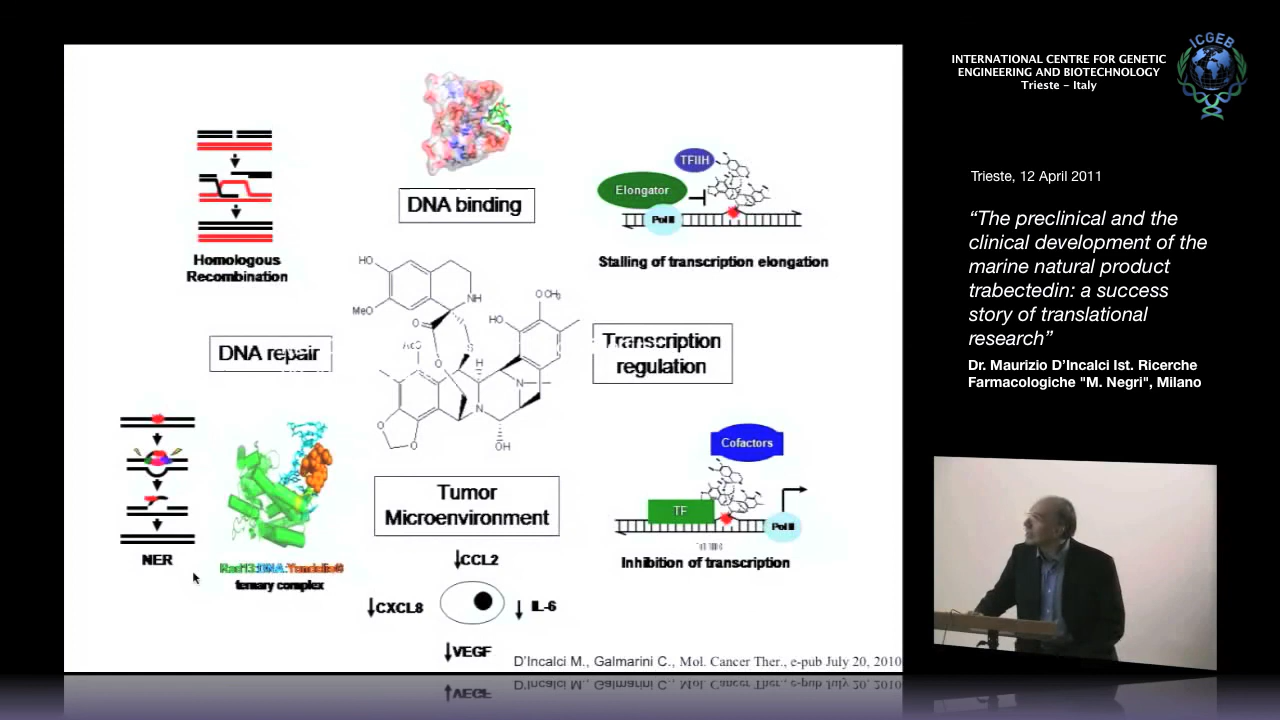 DNA binding
TFIIH
Elongator
Pol II
Homologous
Recombination
Stalling of transcription elongation
HO
NH
MeO
OCH3
O
HO
AcO
S
H
O
DNA repair
Transcription
regulation
N
N
O
O
OH
Cofactors
Tumor
Microenvironment
TF
Pol II
NER
CCL2
Inhibition of transcription
Rad13:DNA:Yondelis®
ternary complex
CXCL8
IL-6
VEGF
D'Incalci M., Galmarini C., Mol. Cancer Ther., e-pub July 20, 2010
INTERNATIONAL CENTRE FOR GENETIC
ENGINEERING AND BIOTECHNOLOGY
Trieste - Italy
ICGEB
Trieste, 12 April 2011
“The preclinical and the
clinical development of the
marine natural product
trabectedin: a success
story of translational
research”
Dr. Maurizio D’Incalci Ist. Ricerche
Farmacologiche "M. Negri", Milano